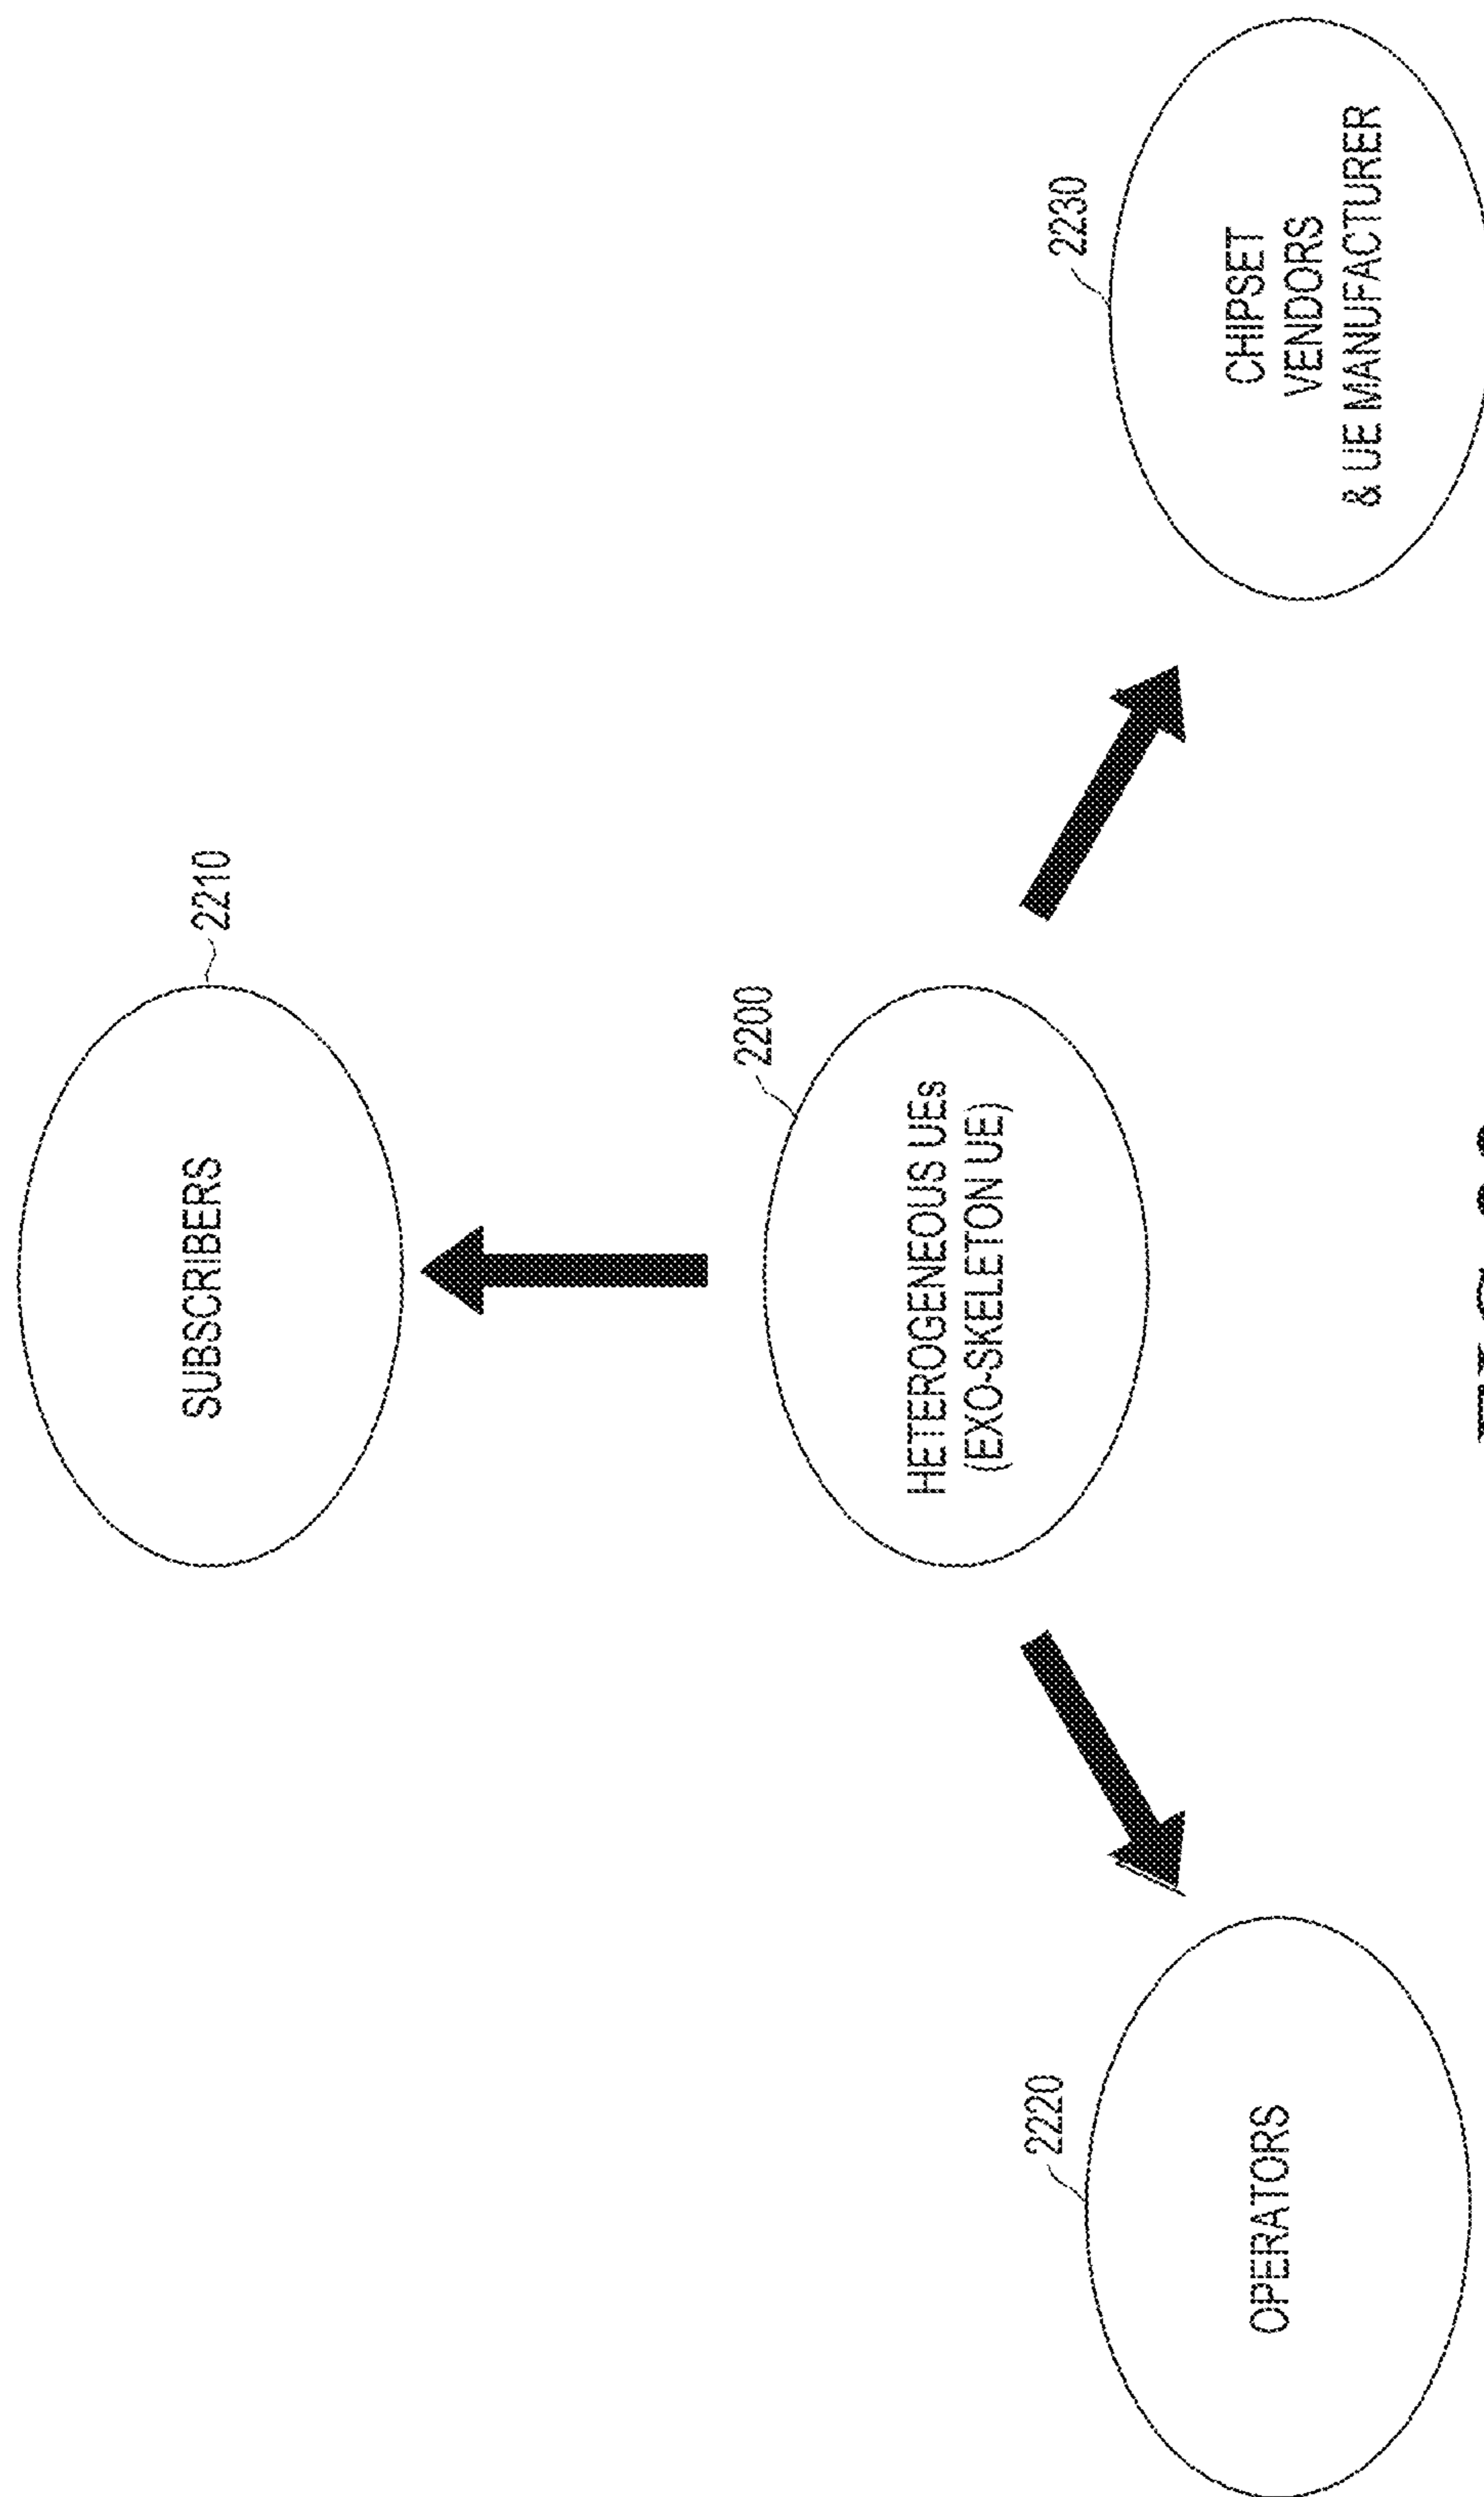 2210
SUBSCRIBERS
2200
HETEROGENEOUS UEs
(EXO-SKELETON UE)
2220
OPERATORS
2230
CHIPSET
VENDORS
& UE MANUFACTURER